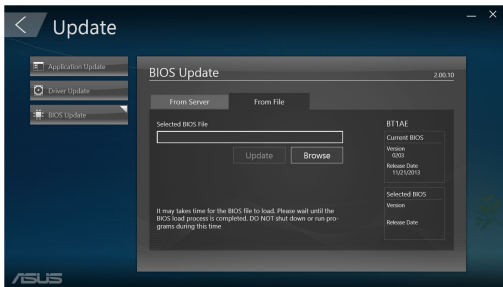 Update
Application Update
Driver Update
BIOS Update
BIOS Update
2.00.10
From Server
From File
Selected BIOS File
Update
Browse
It may takes time for the BIOS file to load. Please wait until the
BIOS load process is completed. DO NOT shut down or run pro-
grams during this time
BT1AE
Current BIOS
Version
0203
Release Date
11/21/2013
Selected BIOS
Version
Release Date
ASUS